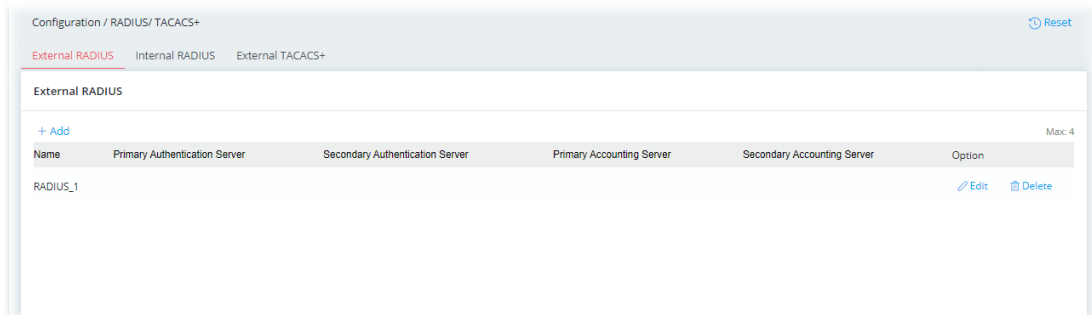 Configuration / RADIUS/ TACACS+ Reset
External RADIUS Internal RADIUS External TACACS+
External RADIUS
+ Add Max: 4
Name Primary Authentication Server Secondary Authentication Server Primary Accounting Server Secondary Accounting Server Option
RADIUS_1 Edit Delete